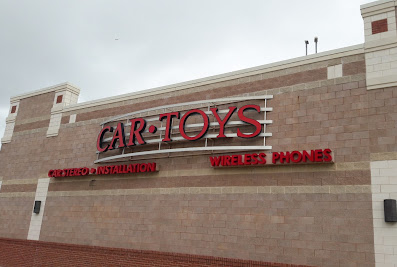 CAR•TOYS
CAR STEREO & INSTALLATION
WIRELESS PHONES